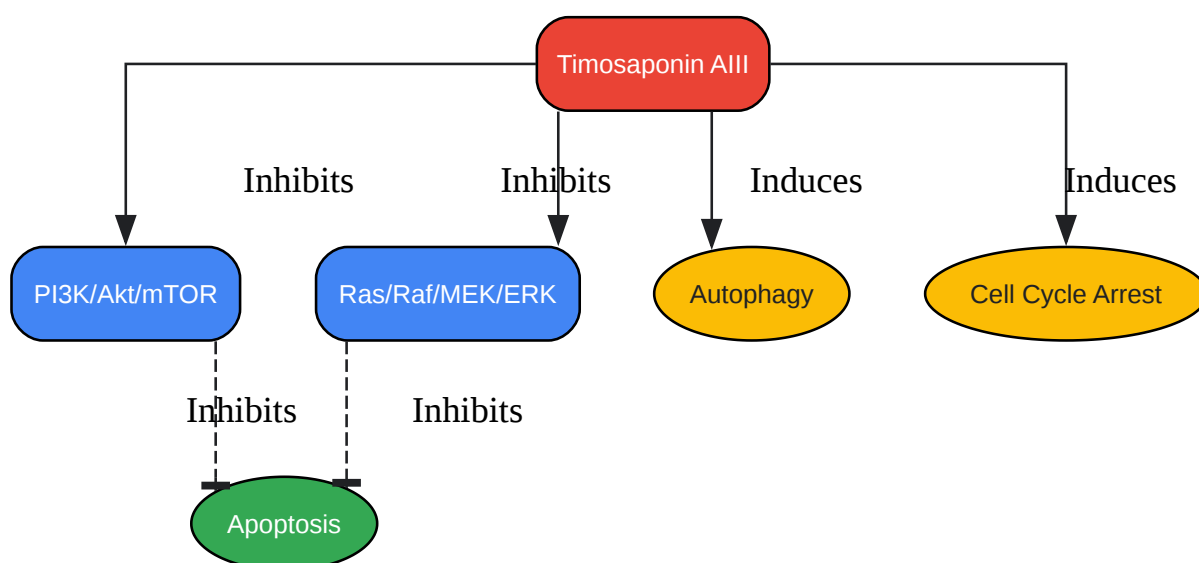 Timosaponin AIII
Inhibits
Inhibits
Induces
Induces
PI3K/Akt/mTOR
Ras/Raf/MEK/ERK
Autophagy
Cell Cycle Arrest
Inhibits
Inhibits
Apoptosis